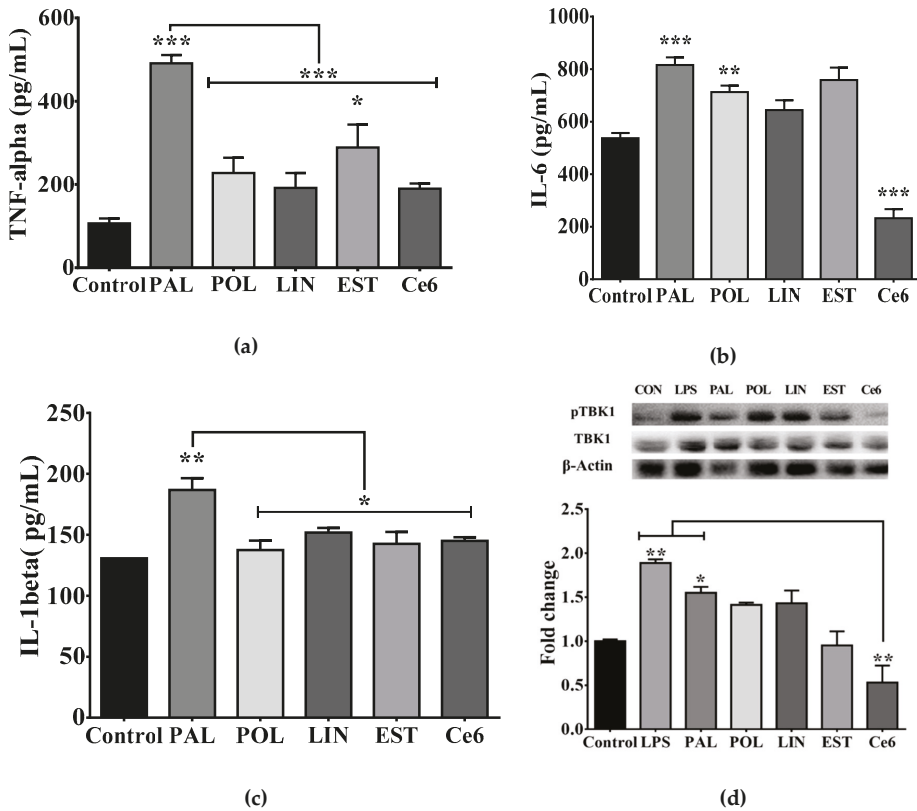 TNF-alpha (pg/mL)
600
400
200
0
***
***
*
Control PAL POL LIN EST Ce6
(a)
IL-6 (pg/mL)
1000
800
600
400
200
0
***
**
***
Control PAL POL LIN EST Ce6
(b)
IL-1beta( pg/mL)
250
200
150
100
50
0
**
*
Control PAL POL LIN EST Ce6
(c)
CON LPS PAL POL LIN EST Ce6
pTBK1
TBK1
β-Actin
Fold change
2.5
2.0
1.5
1.0
0.5
0.0
**
*
**
Control LPS PAL POL LIN EST Ce6
(d)